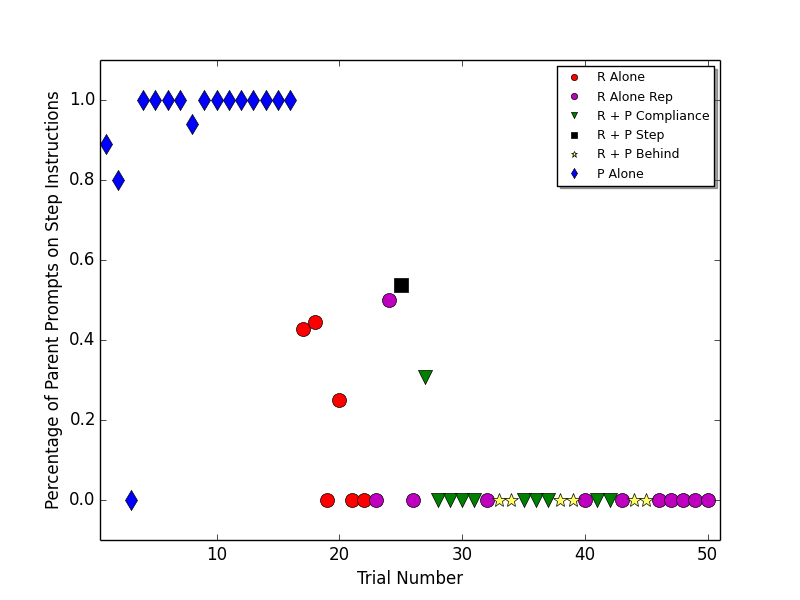 R Alone
R Alone Rep
R + P Compliance
R + P Step
R + P Behind
P Alone
Percentage of Parent Prompts on Step Instructions
1.0
0.8
0.6
0.4
0.2
0.0
10 20 30 40 50
Trial Number